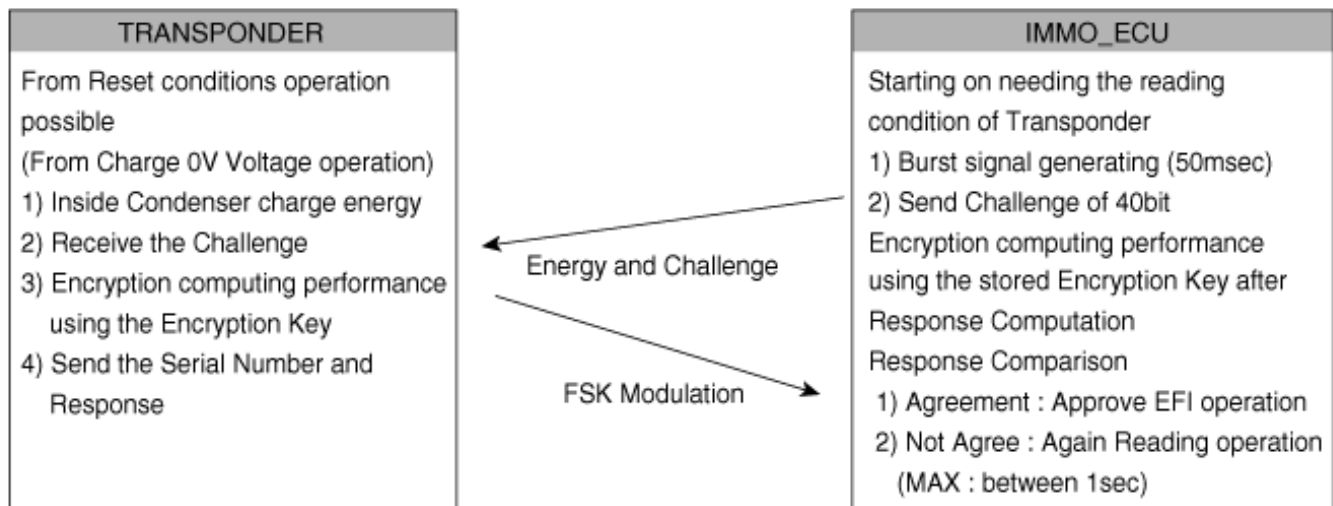 TRANSPONDER
From Reset conditions operation
possible
(From Charge 0V Voltage operation)
1) Inside Condenser charge energy
2) Receive the Challenge
3) Encryption computing performance
using the Encryption Key
4) Send the Serial Number and
Response
Energy and Challenge
FSK Modulation
IMMO_ECU
Starting on needing the reading
condition of Transponder
1) Burst signal generating (50msec)
2) Send Challenge of 40bit
Encryption computing performance
using the stored Encryption Key after
Response Computation
Response Comparison
1) Agreement : Approve EFI operation
2) Not Agree : Again Reading operation
(MAX : between 1sec)